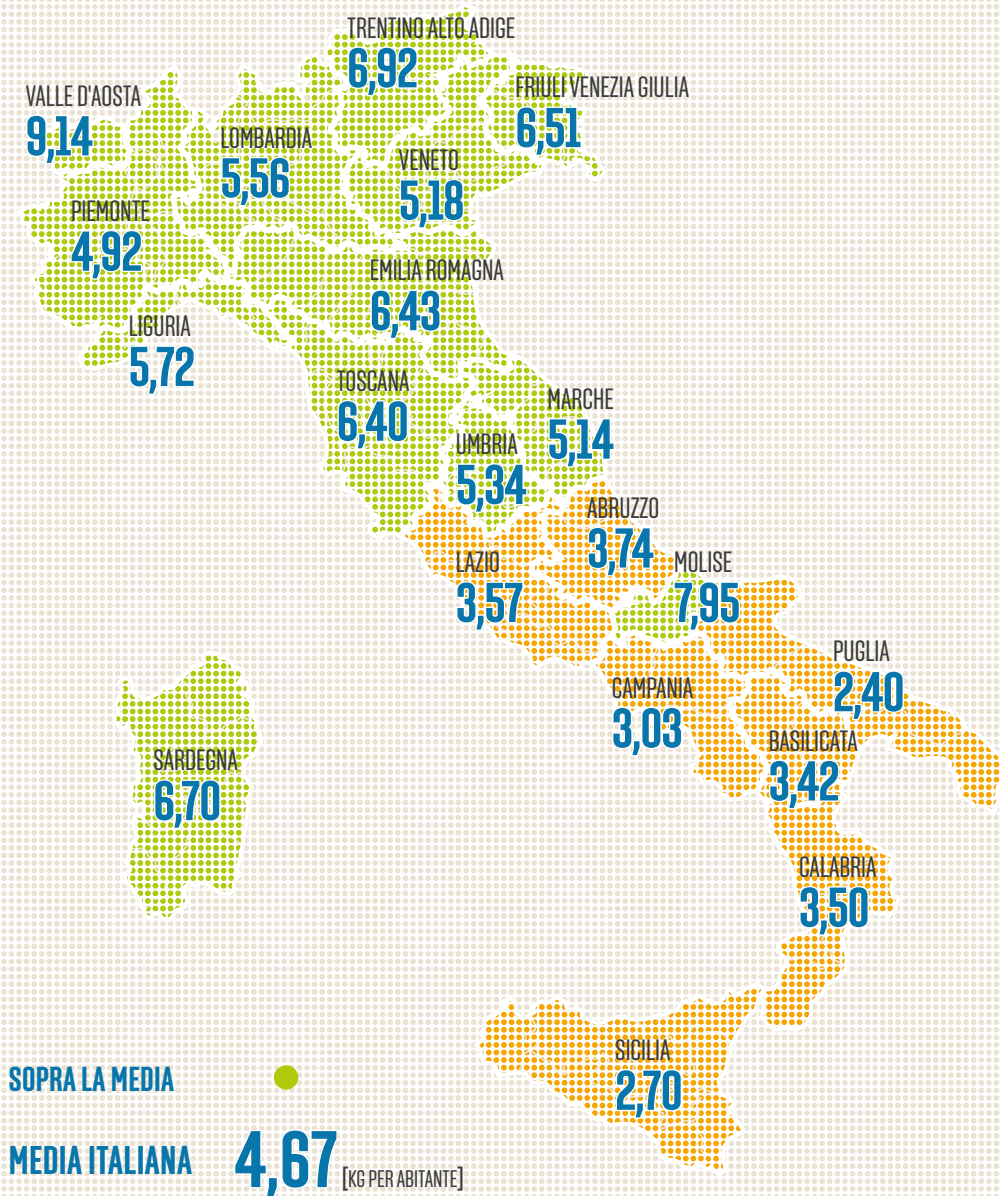 TRENTINO ALTO ADIGE
6,92
VALLE D'AOSTA
9,14
FRIULI VENEZIA GIULIA
6,51
LOMBARDIA
5,56
VENETO
5,18
PIEMONTE
4,92
EMILIA ROMAGNA
6,43
LIGURIA
5,72
TOSCANA
6,40
MARCHE
5,14
UMBRIA
5,34
ABRUZZO
3,74
LAZIO
3,57
MOLISE
7,95
PUGLIA
2,40
CAMPANIA
3,03
BASILICATA
3,42
SARDEGNA
6,70
CALABRIA
3,50
SICILIA
2,70
SOPRA LA MEDIA
MEDIA ITALIANA 4,67 [KG PER ABITANTE]